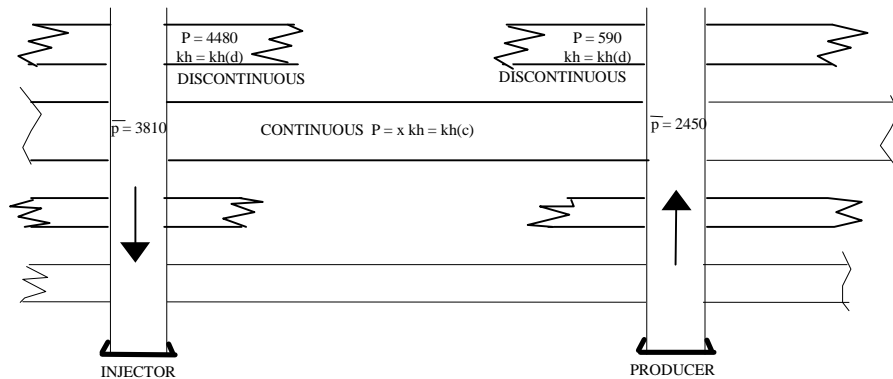 P = 4480
kh = kh(d)
DISCONTINUOUS
P = 590
kh = kh(d)
DISCONTINUOUS
p̅ = 3810
CONTINUOUS P = x kh = kh(c)
p̅ = 2450
INJECTOR
PRODUCER